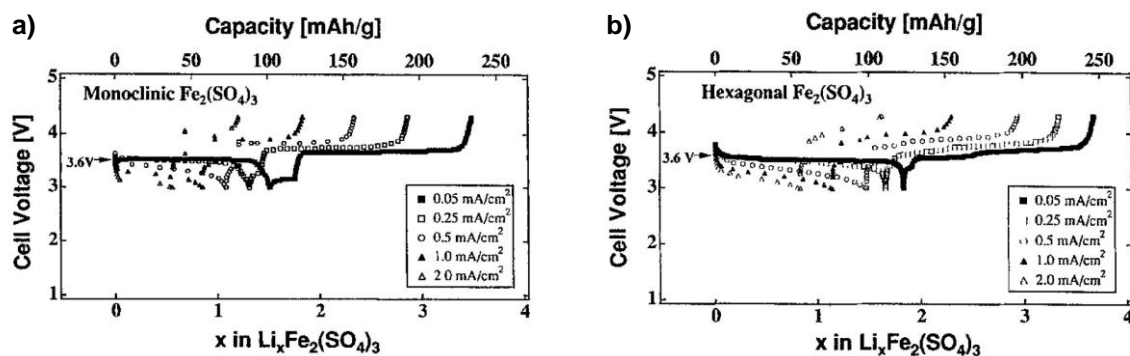 a)
Capacity [mAh/g]
0 50 100 150 200 250
5
4
3
2
1
Cell Voltage [V]
Monoclinic Fe₂(SO₄)₃
3.6V
0.05 mA/cm²
0.25 mA/cm²
0.5 mA/cm²
1.0 mA/cm²
2.0 mA/cm²
0 1 2 3 4
x in LiₓFe₂(SO₄)₃
b)
Capacity [mAh/g]
0 50 100 150 200 250
5
4
3
2
1
Cell Voltage [V]
Hexagonal Fe₂(SO₄)₃
3.6 V
0.05 mA/cm²
0.25 mA/cm²
0.5 mA/cm²
1.0 mA/cm²
2.0 mA/cm²
0 1 2 3 4
x in LiₓFe₂(SO₄)₃